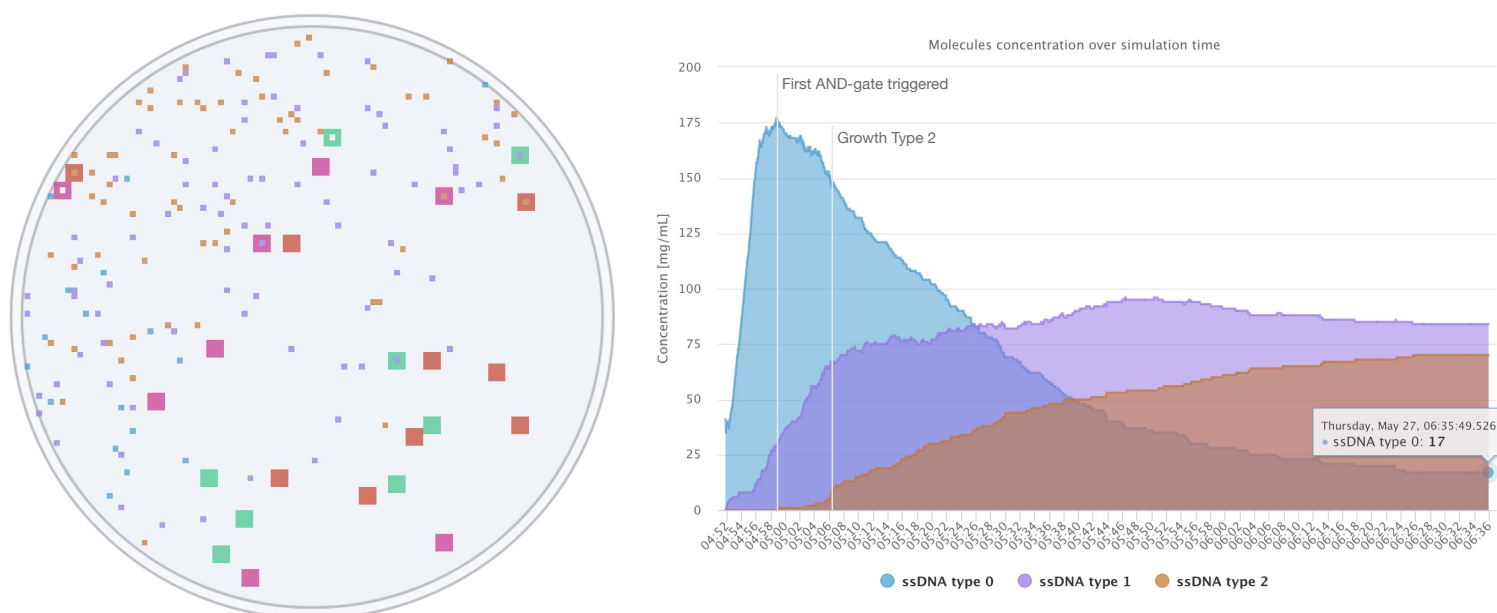 Molecules concentration over simulation time
200
First AND-gate triggered
175
Growth Type 2
150
125
Concentration [mg/mL]
100
75
50
Thursday, May 27, 06:35:49.526
● ssDNA type 0: 17
25
0
04:52 04:54 04:56 04:58 05:00 05:02 05:04 05:06 05:08 05:10 05:12 05:14 05:16 05:18 05:20 05:22 05:24 05:26 05:28 05:30 05:32 05:34 05:36 05:38 05:40 05:42 05:44 05:46 05:48 05:50 05:52 05:54 05:56 05:58 06:00 06:02 06:04 06:06 06:08 06:10 06:12 06:14 06:16 06:18 06:20 06:22 06:24 06:26 06:28 06:30 06:32 06:34 06:36
ssDNA type 0 ssDNA type 1 ssDNA type 2